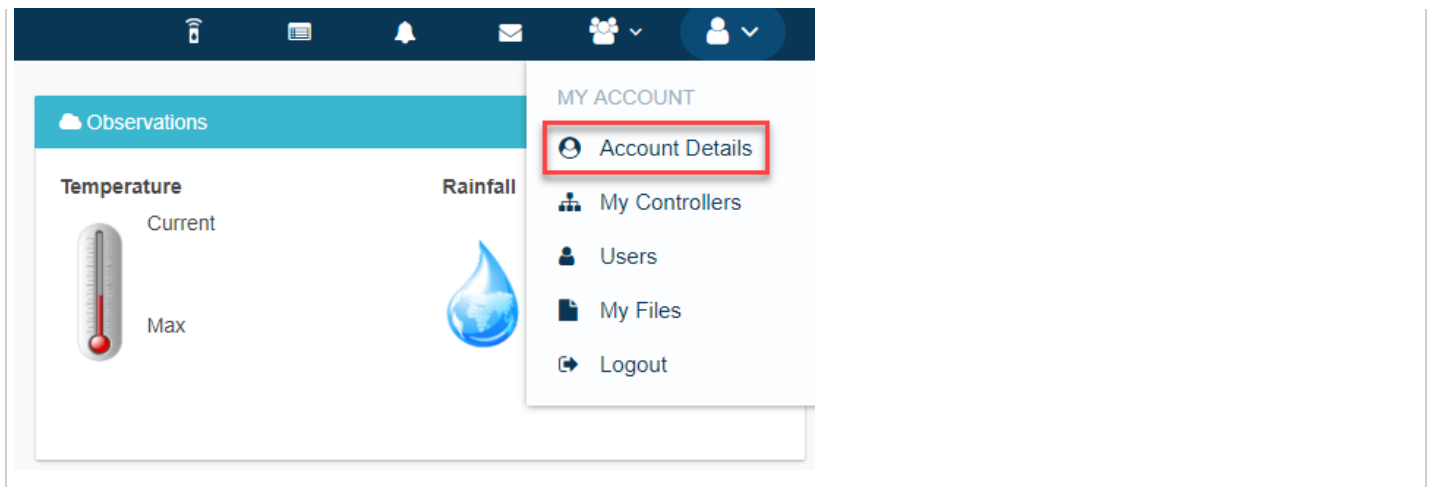 Observations
Temperature
Current
Max
Rainfall
MY ACCOUNT
Account Details
My Controllers
Users
My Files
Logout